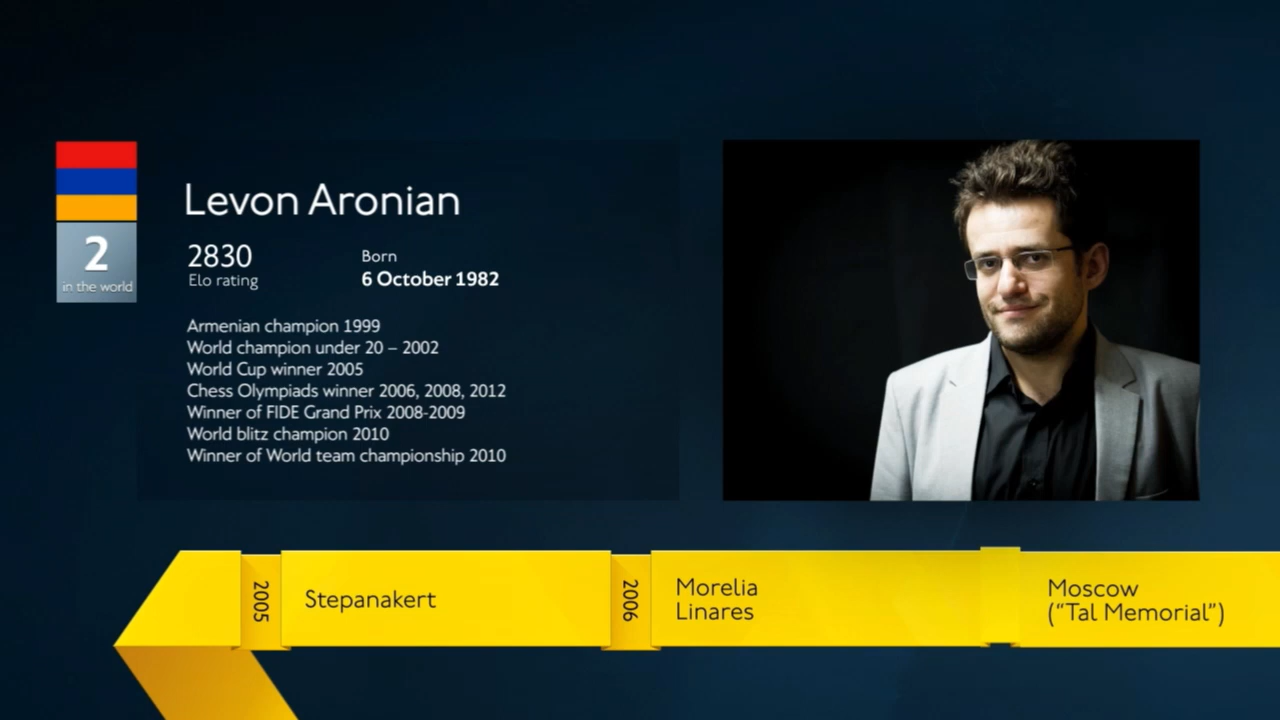 Levon Aronian
2
in the world
2830
Elo rating
Born
6 October 1982
Armenian champion 1999
World champion under 20 – 2002
World Cup winner 2005
Chess Olympiads winner 2006, 2008, 2012
Winner of FIDE Grand Prix 2008-2009
World blitz champion 2010
Winner of World team championship 2010
2005
Stepanakert
2006
Morelia
Linares
Moscow
(“Tal Memorial”)